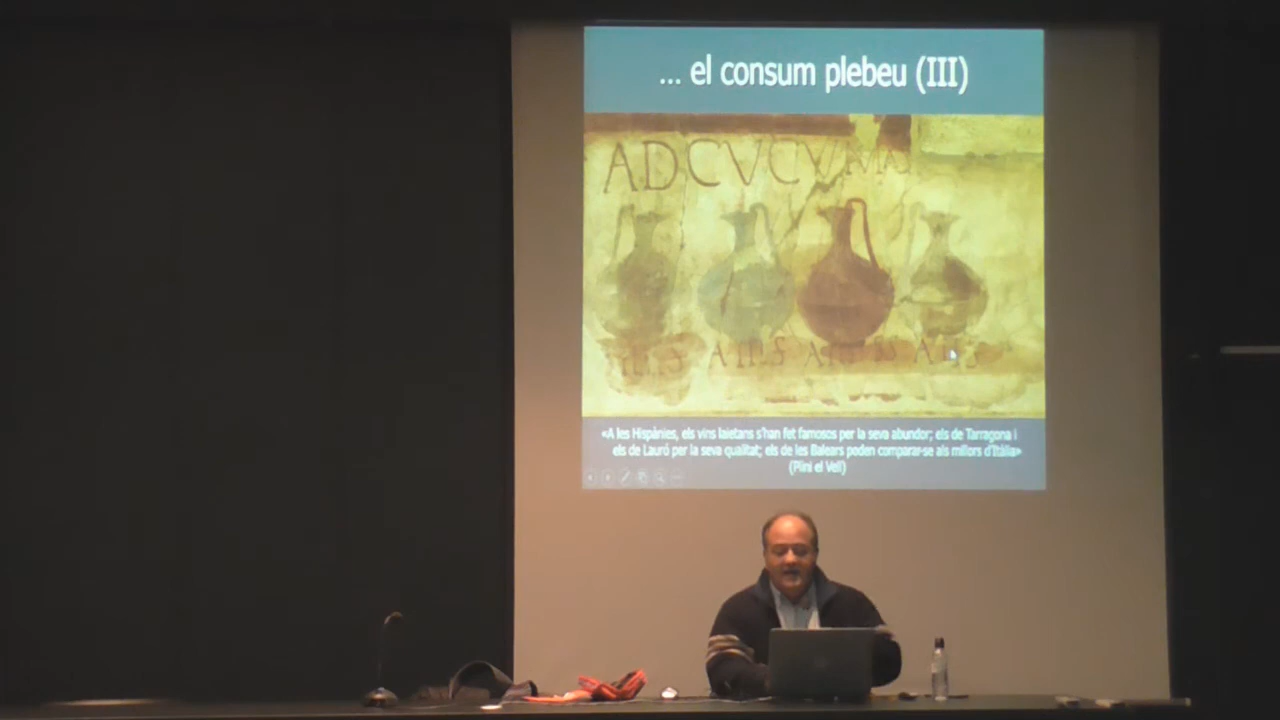 ... el consum plebeu (III)
AD CVCVMAS
«A les Hispànies, els vins laietans s'han fet famosos per la seva abundor; els de Tarragona i
els de Lauró per la seva qualitat; els de les Balears poden comparar-se als millors d'Itàlia»
(Plini el Vell)